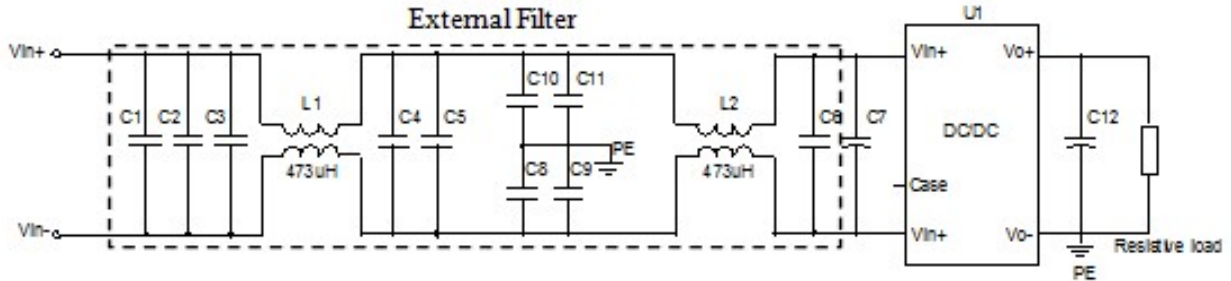 External Filter
U1
Vin+
Vin+
Vo+
C10
C11
L1
L2
C1
C2
C3
C4
C5
C6
C7
DC/DC
C12
PE
473uH
C8
C9
473uH
Case
Vin-
Vin+
Vo-
Resistive load
PE